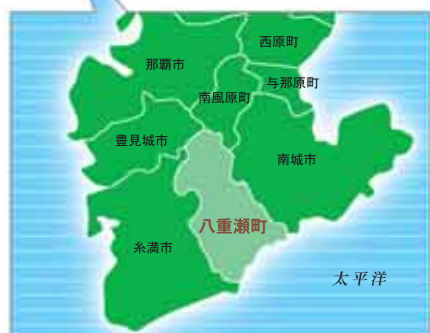 西原町
那覇市
与那原町
南風原町
豊見城市
南城市
八重瀬町
糸満市
太平洋